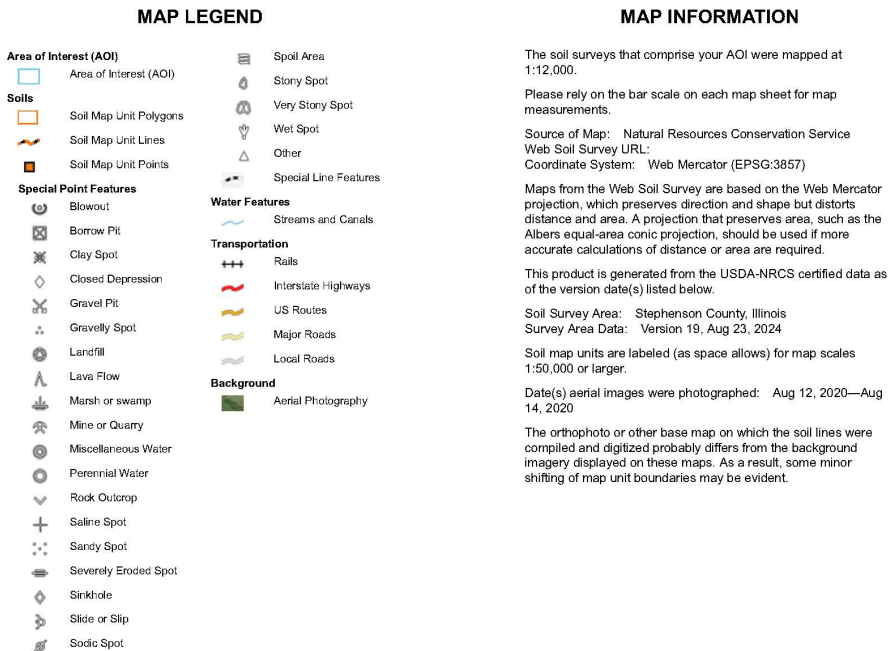 MAP LEGEND
Area of Interest (AOI)
Area of Interest (AOI)
Soils
Soil Map Unit Polygons
Soil Map Unit Lines
Soil Map Unit Points
Special Point Features
Blowout
Borrow Pit
Clay Spot
Closed Depression
Gravel Pit
Gravelly Spot
Landfill
Lava Flow
Marsh or swamp
Mine or Quarry
Miscellaneous Water
Perennial Water
Rock Outcrop
Saline Spot
Sandy Spot
Severely Eroded Spot
Sinkhole
Slide or Slip
Sodic Spot
Spoil Area
Stony Spot
Very Stony Spot
Wet Spot
Other
Special Line Features
Water Features
Streams and Canals
Transportation
Rails
Interstate Highways
US Routes
Major Roads
Local Roads
Background
Aerial Photography
MAP INFORMATION
The soil surveys that comprise your AOI were mapped at
1:12,000.
Please rely on the bar scale on each map sheet for map
measurements.
Source of Map: Natural Resources Conservation Service
Web Soil Survey URL:
Coordinate System: Web Mercator (EPSG:3857)
Maps from the Web Soil Survey are based on the Web Mercator
projection, which preserves direction and shape but distorts
distance and area. A projection that preserves area, such as the
Albers equal-area conic projection, should be used if more
accurate calculations of distance or area are required.
This product is generated from the USDA-NRCS certified data as
of the version date(s) listed below.
Soil Survey Area: Stephenson County, Illinois
Survey Area Data: Version 19, Aug 23, 2024
Soil map units are labeled (as space allows) for map scales
1:50,000 or larger.
Date(s) aerial images were photographed: Aug 12, 2020—Aug
14, 2020
The orthophoto or other base map on which the soil lines were
compiled and digitized probably differs from the background
imagery displayed on these maps. As a result, some minor
shifting of map unit boundaries may be evident.